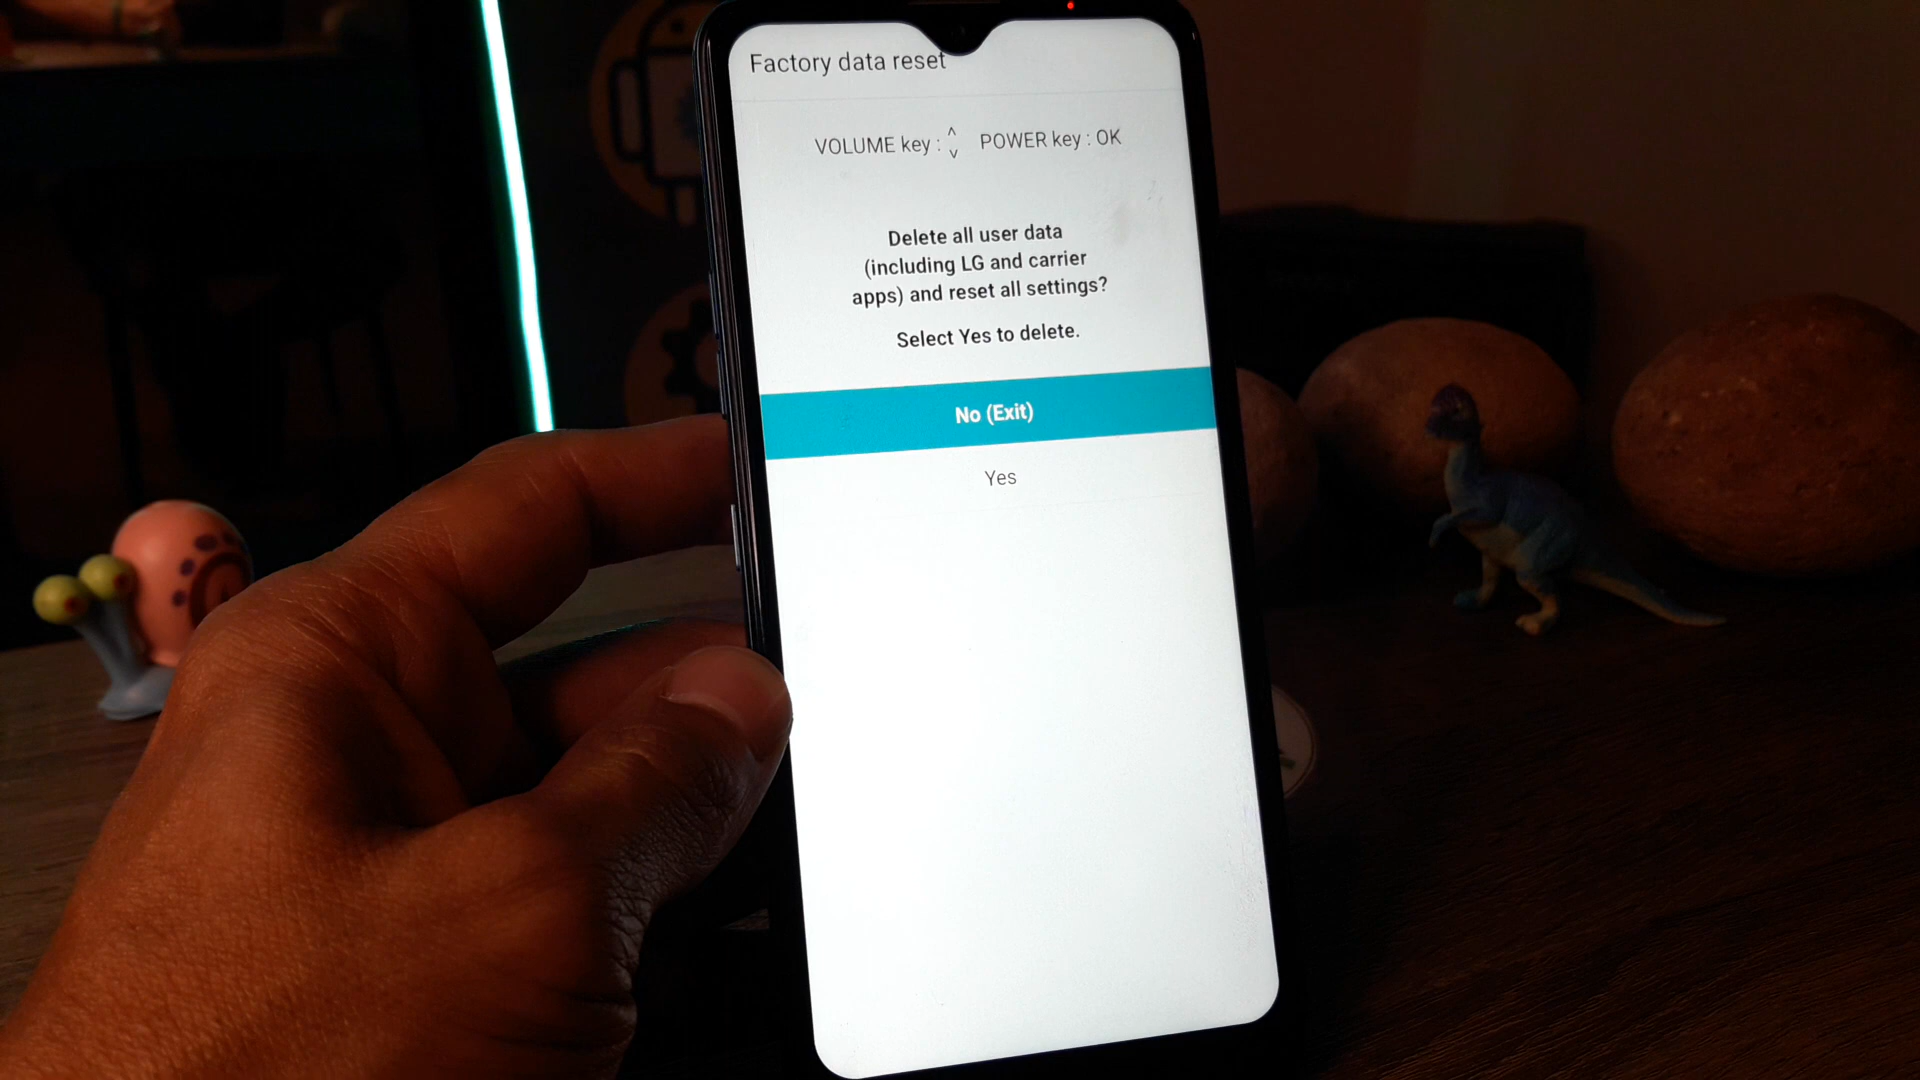 Factory data reset
VOLUME key : ^ v POWER key : OK
Delete all user data
(including LG and carrier
apps) and reset all settings?
Select Yes to delete.
No (Exit)
Yes